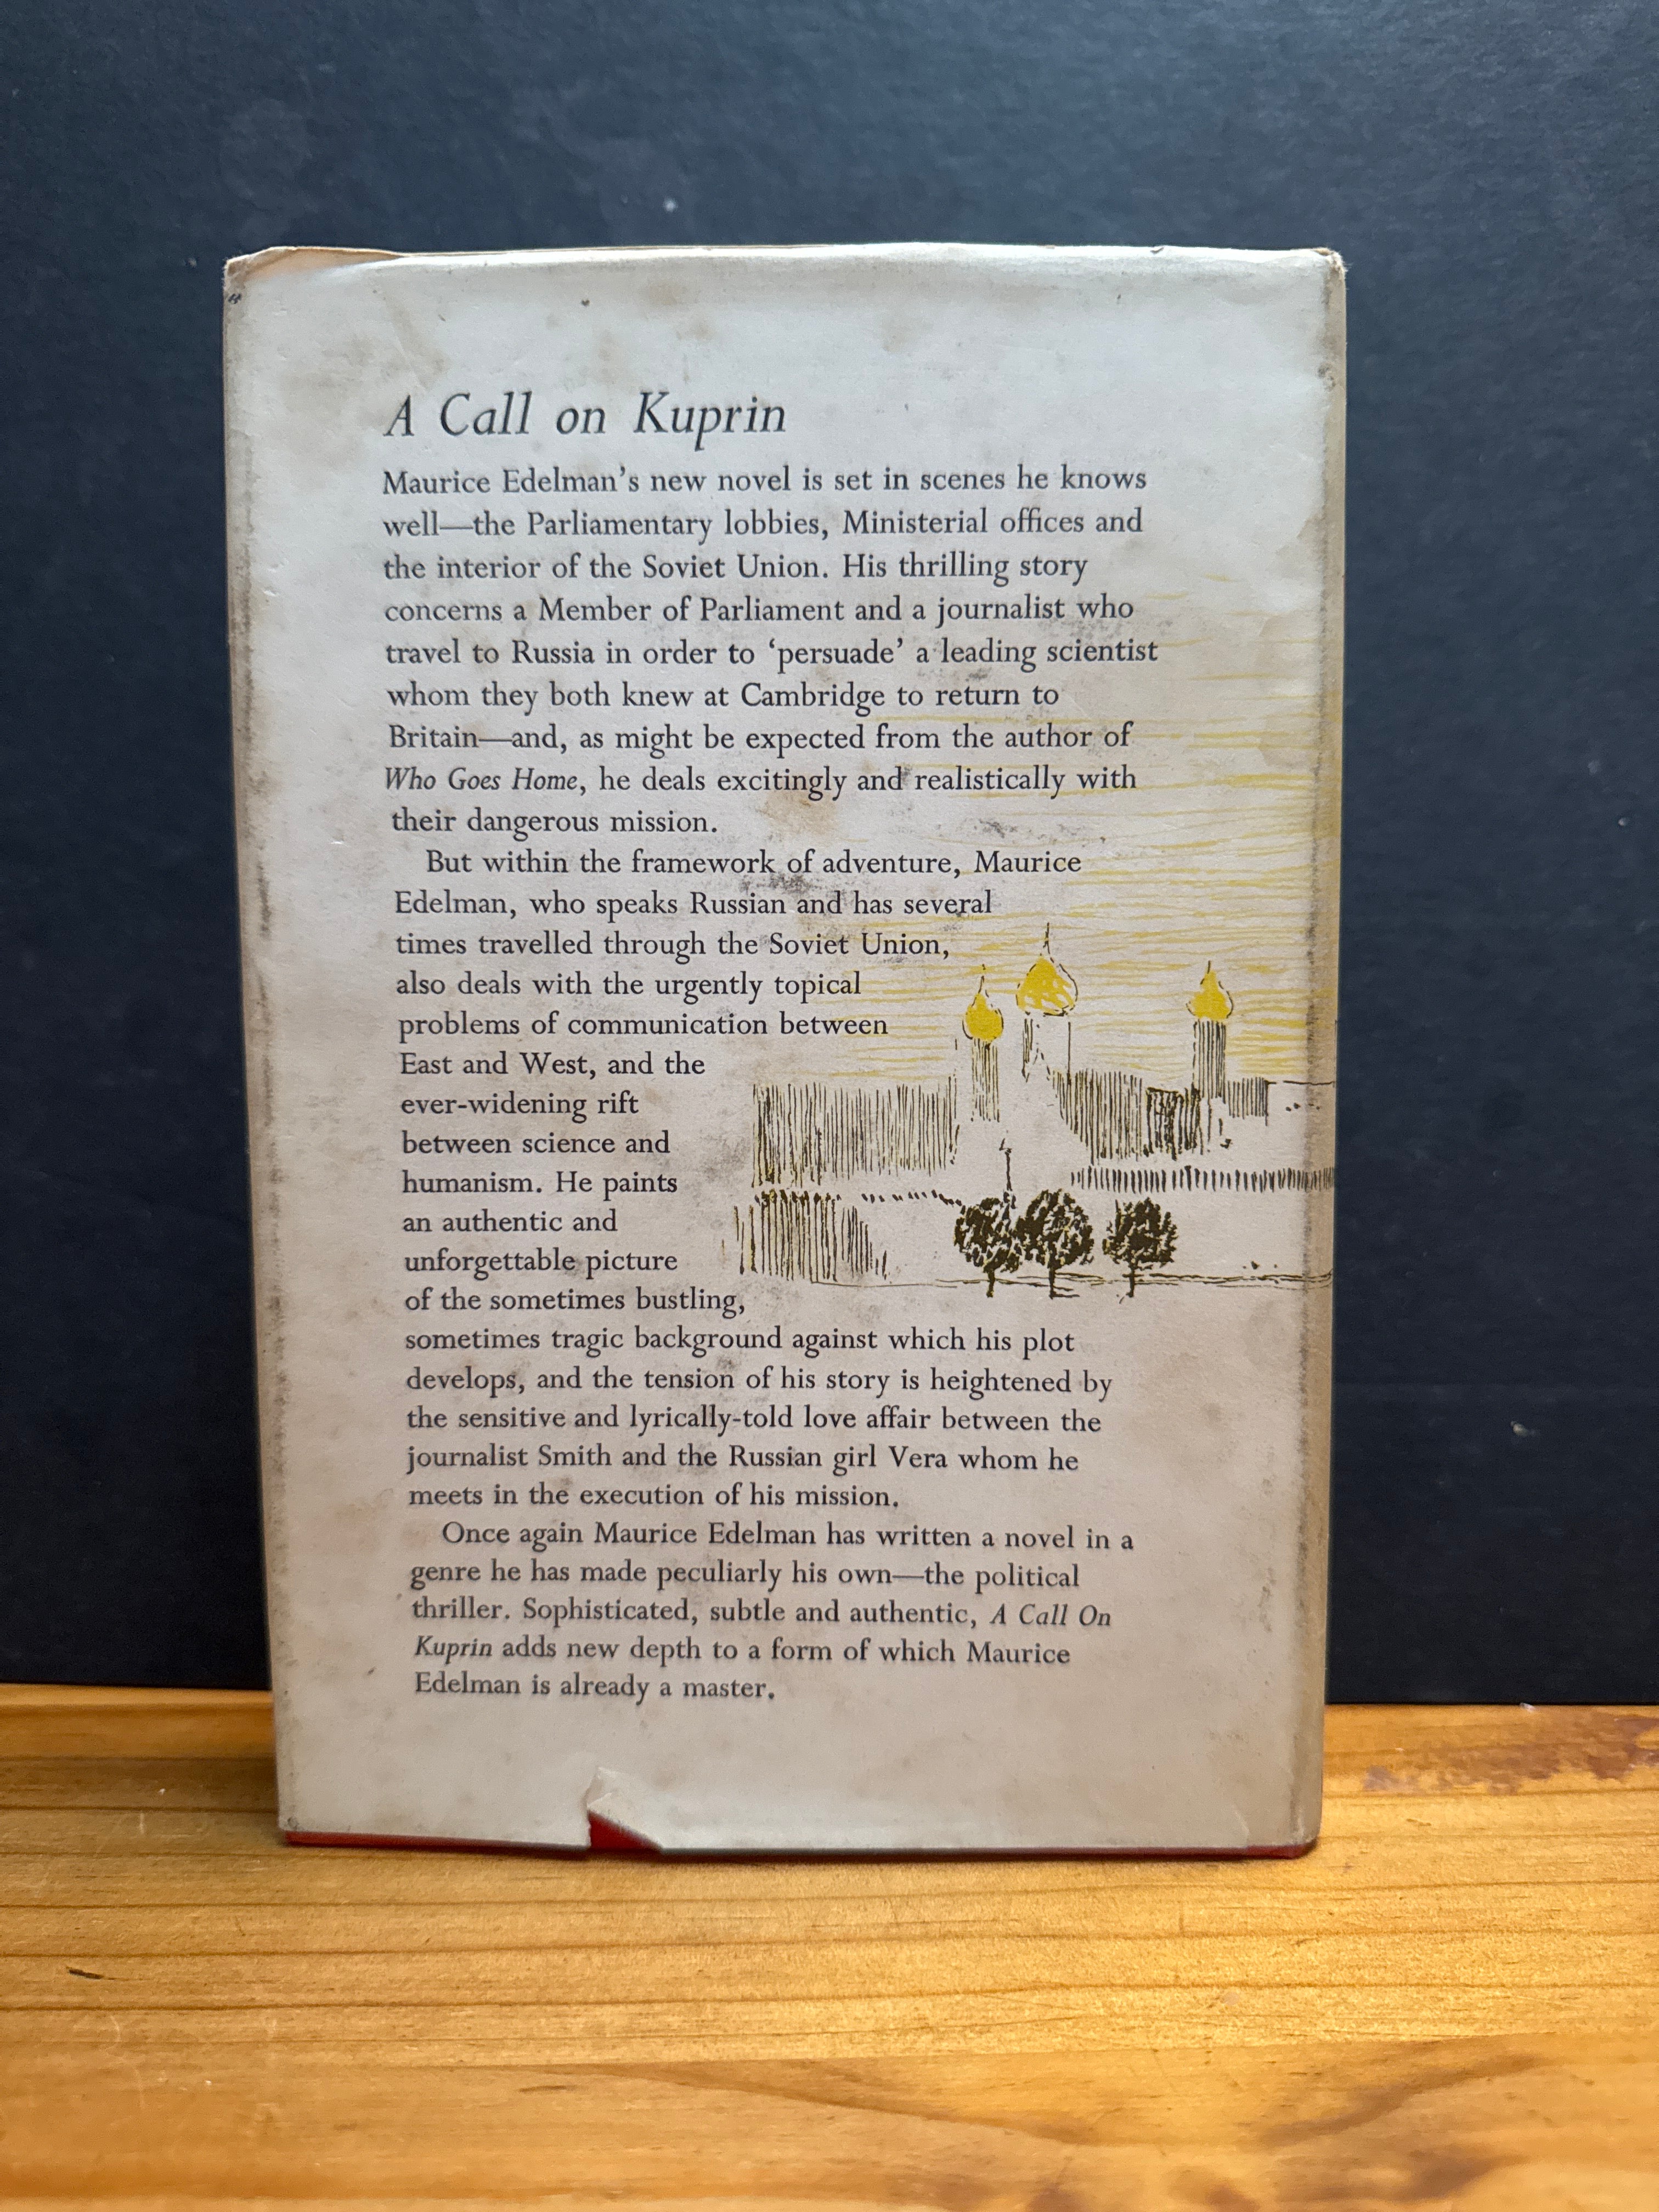 A Call on Kuprin
Maurice Edelman’s new novel is set in scenes he knows
well—the Parliamentary lobbies, Ministerial offices and
the interior of the Soviet Union. His thrilling story
concerns a Member of Parliament and a journalist who
travel to Russia in order to ‘persuade’ a leading scientist
whom they both knew at Cambridge to return to
Britain—and, as might be expected from the author of
Who Goes Home, he deals excitingly and realistically with
their dangerous mission.
But within the framework of adventure, Maurice
Edelman, who speaks Russian and has several
times travelled through the Soviet Union,
also deals with the urgently topical
problems of communication between
East and West, and the
ever-widening rift
between science and
humanism. He paints
an authentic and
unforgettable picture
of the sometimes bustling,
sometimes tragic background against which his plot
develops, and the tension of his story is heightened by
the sensitive and lyrically-told love affair between the
journalist Smith and the Russian girl Vera whom he
meets in the execution of his mission.
Once again Maurice Edelman has written a novel in a
genre he has made peculiarly his own—the political
thriller. Sophisticated, subtle and authentic, A Call On
Kuprin adds new depth to a form of which Maurice
Edelman is already a master.